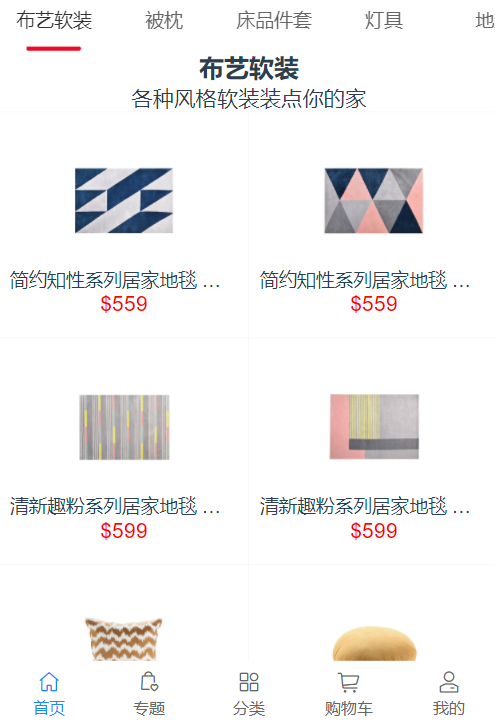 布艺软装 被枕 床品件套 灯具 地
布艺软装
各种风格软装装点你的家
简约知性系列居家地毯 … 简约知性系列居家地毯 …
$559 $559
清新趣粉系列居家地毯 … 清新趣粉系列居家地毯 …
$599 $599
首页 专题 分类 购物车 我的